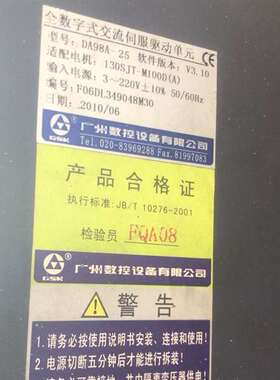 全数字式交流伺服驱动单元
型号：DA98A-25 软件版本：V3.10
适配电机：130SJT-M100D(A)
输入电源：3～220V±10% 50/60Hz
编号：F06DL349048M30
日期：2010/06
GSK
广州数控设备有限公司
Tel.020-83969288 Fax.81997083
产品合格证
执行标准：JB/T 10276-2001
检验员 FQA08
GSK 广州数控设备有限公司
警告
1.请务必按使用说明书安装、连接和使用！
2.电源切断五分钟后才能进行拆装！